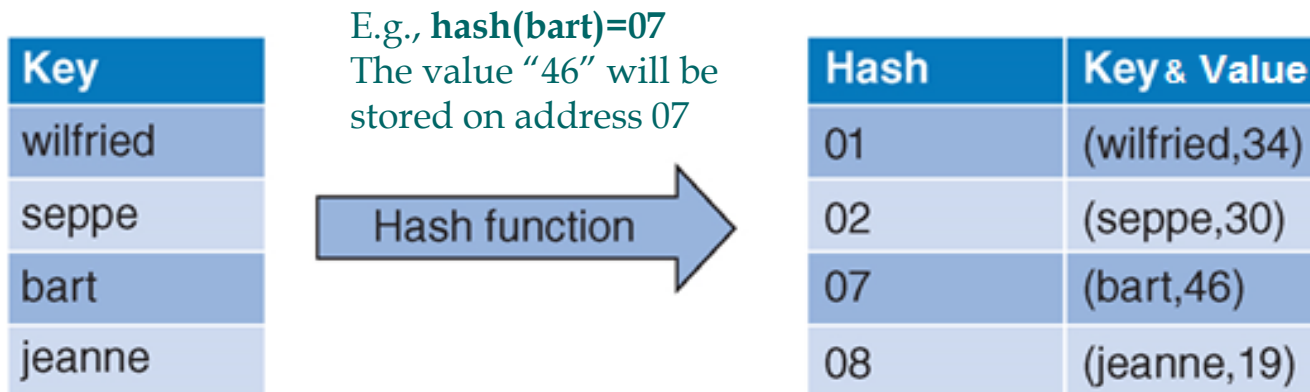 E.g., hash(bart)=07
The value “46” will be
stored on address 07
Key
wilfried
seppe
bart
jeanne
Hash function
Hash Key & Value
01 (wilfried,34)
02 (seppe,30)
07 (bart,46)
08 (jeanne,19)